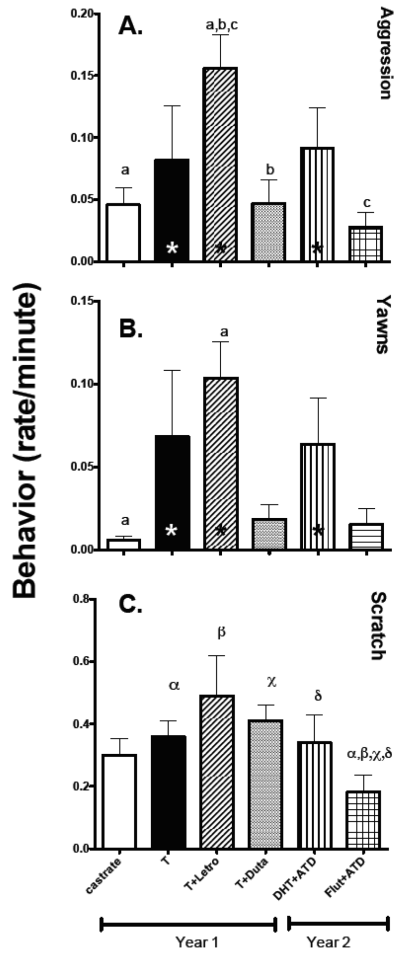 Behavior (rate/minute)
A.
Aggression
0.20
0.15
0.10
0.05
0.00
a
a,b,c
b
c
*
*
*
B.
Yawns
0.15
0.10
0.05
0.00
a
a
*
*
*
C.
Scratch
0.8
0.6
0.4
0.2
0.0
α
β
χ
δ
α,β,χ,δ
castrate
T
T+Letro
T+Duta
DHT+ATD
Flut+ATD
Year 1
Year 2